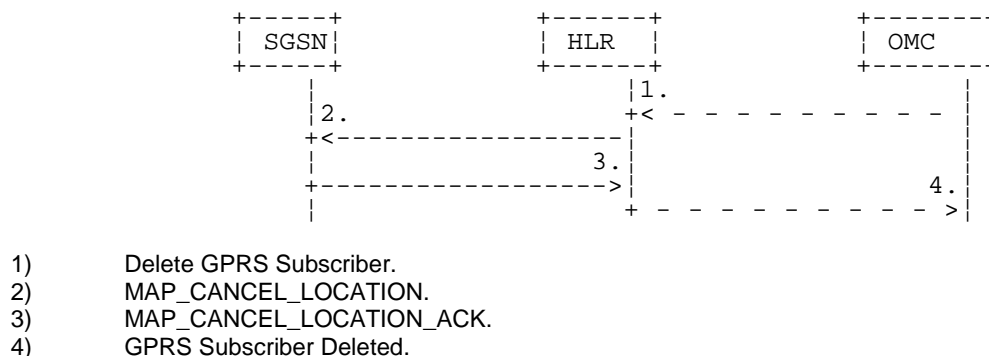 SGSN HLR OMC
1.
2.
3.
4.
1) Delete GPRS Subscriber.
2) MAP_CANCEL_LOCATION.
3) MAP_CANCEL_LOCATION_ACK.
4) GPRS Subscriber Deleted.